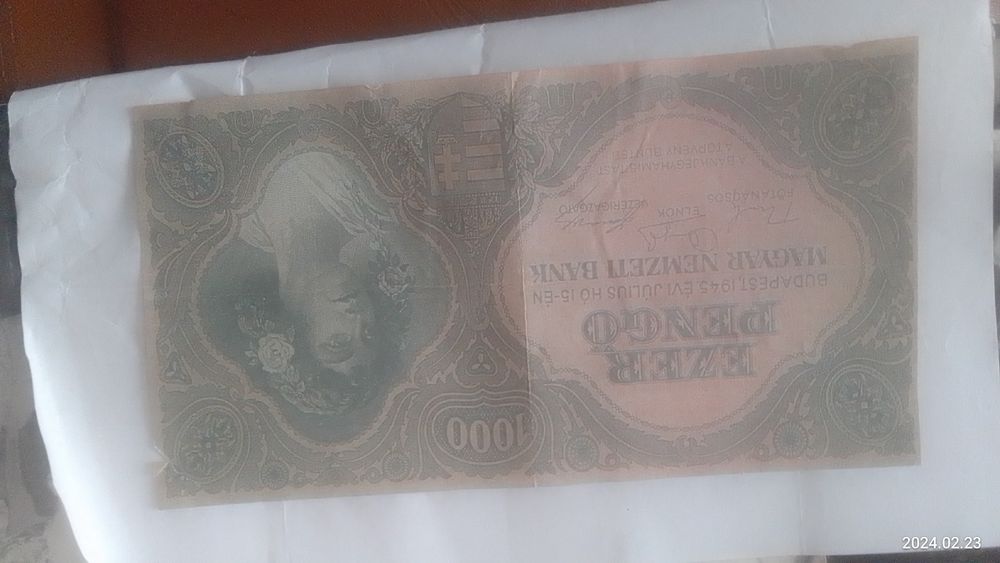 EZER
PENGŐ
BUDAPEST, 1945. ÉVI JÚLIUS HÓ 15-ÉN
MAGYAR NEMZETI BANK
FŐTANÁCSOS
ELNÖK
VEZÉRIGAZGATÓ
A BANKJEGYHAMISÍTÁST
A TÖRVÉNY BÜNTETI
1000
2024.02.23